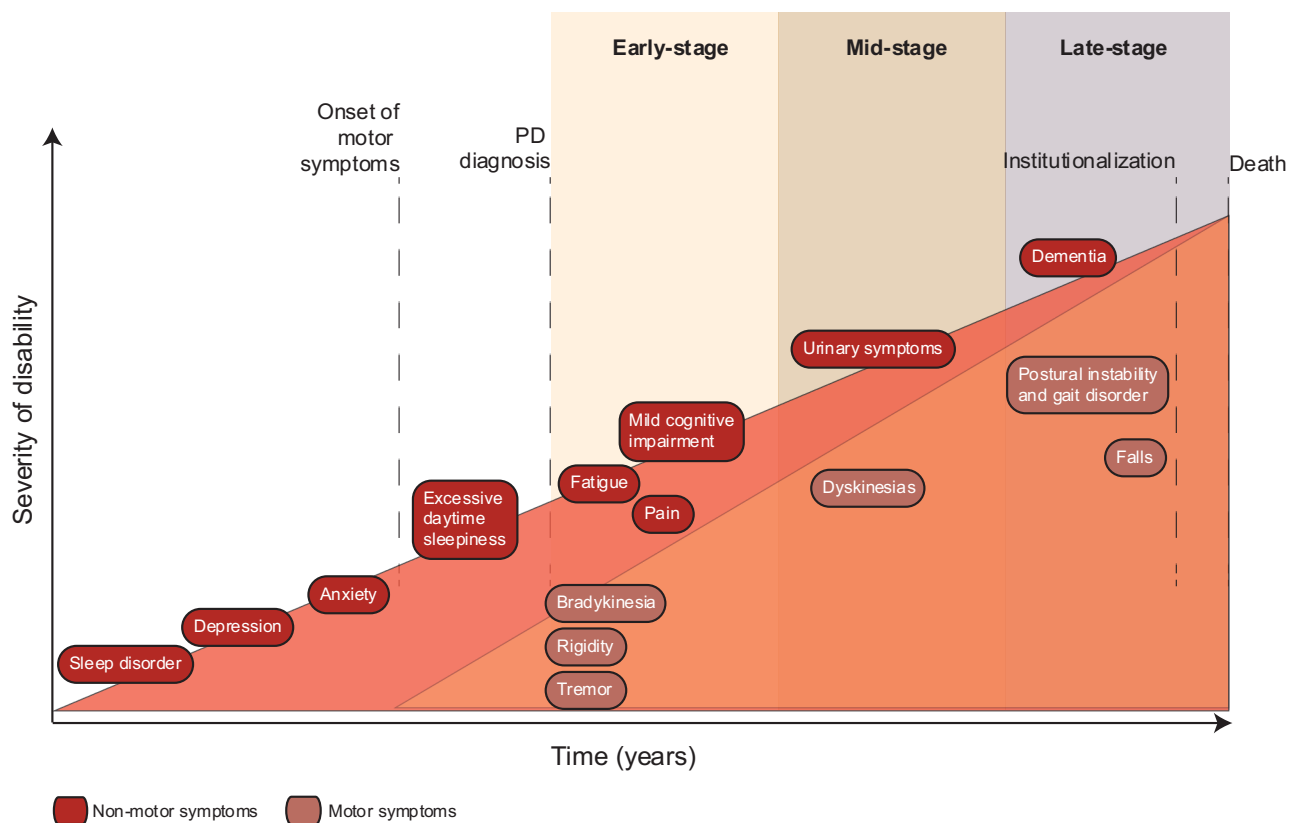 Early-stage
Mid-stage
Late-stage
Onset of
motor
symptoms
PD
diagnosis
Institutionalization
Death
Severity of disability
Dementia
Urinary symptoms
Postural instability
and gait disorder
Mild cognitive
impairment
Falls
Fatigue
Dyskinesias
Excessive
daytime
sleepiness
Pain
Anxiety
Bradykinesia
Depression
Rigidity
Sleep disorder
Tremor
Time (years)
Non-motor symptoms
Motor symptoms